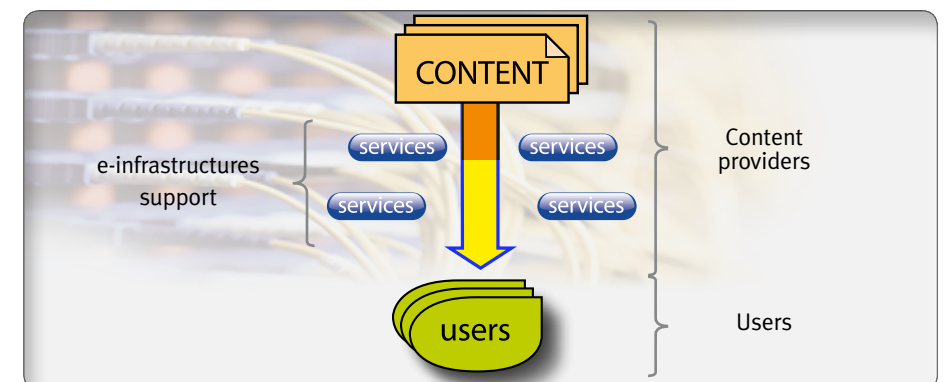 CONTENT
services
services
Content
providers
e-infrastructures
support
services
services
users
Users